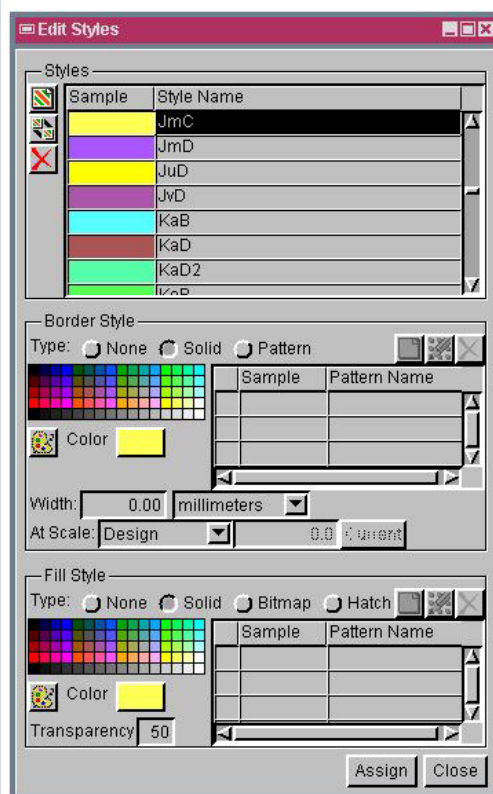 Edit Styles
Styles
Sample Style Name
JmC
JmD
JuD
JvD
KaB
KaD
KaD2
Border Style
Type: None Solid Pattern
Sample Pattern Name
Color
Width: 0.00 millimeters
At Scale: Design 0.0 Current
Fill Style
Type: None Solid Bitmap Hatch
Sample Pattern Name
Color
Transparency 50
Assign Close